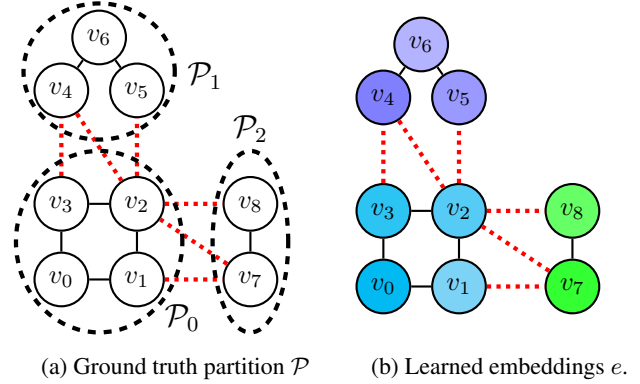 v₆
v₄ v₅ 𝒫₁
𝒫₂
v₃ v₂ v₈
v₀ v₁ v₇
𝒫₀
(a) Ground truth partition 𝒫
v₆
v₄ v₅
v₃ v₂ v₈
v₀ v₁ v₇
(b) Learned embeddings e.